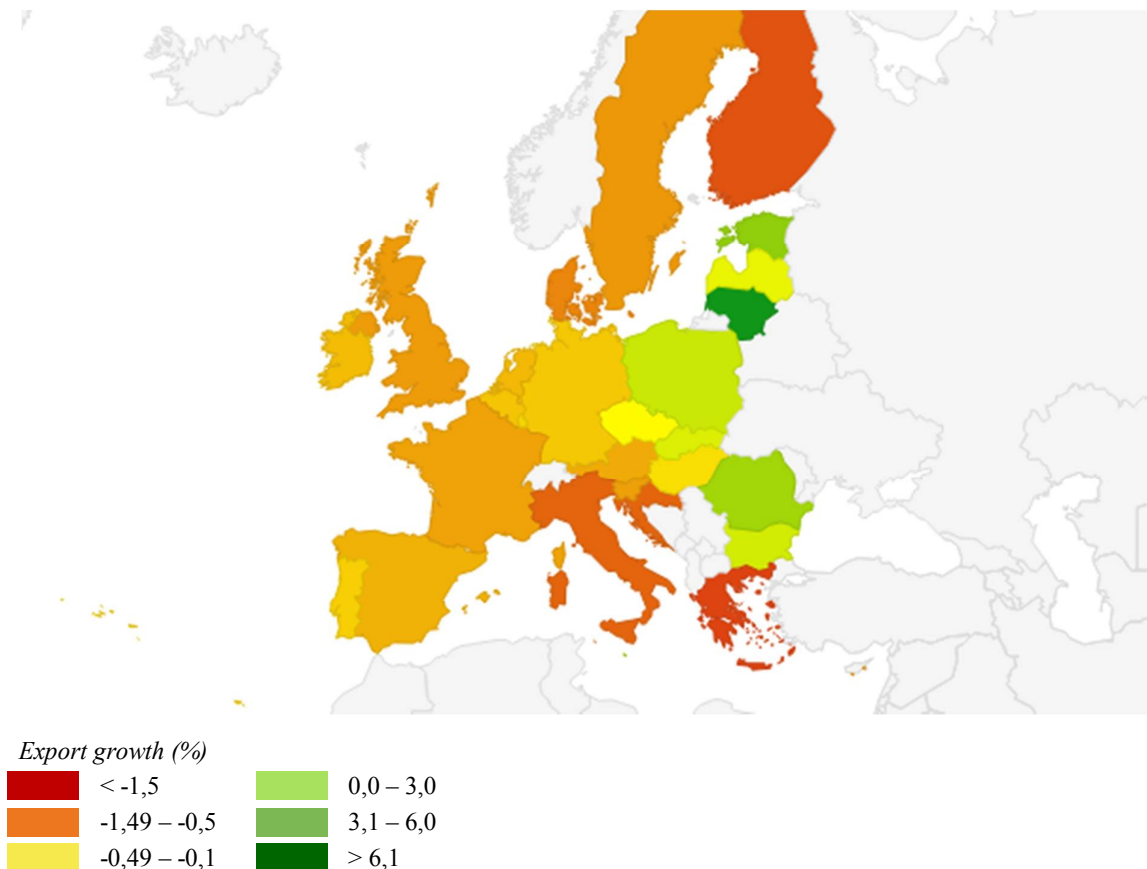 Export growth (%)
< -1,5
0,0 – 3,0
-1,49 – -0,5
3,1 – 6,0
-0,49 – -0,1
> 6,1